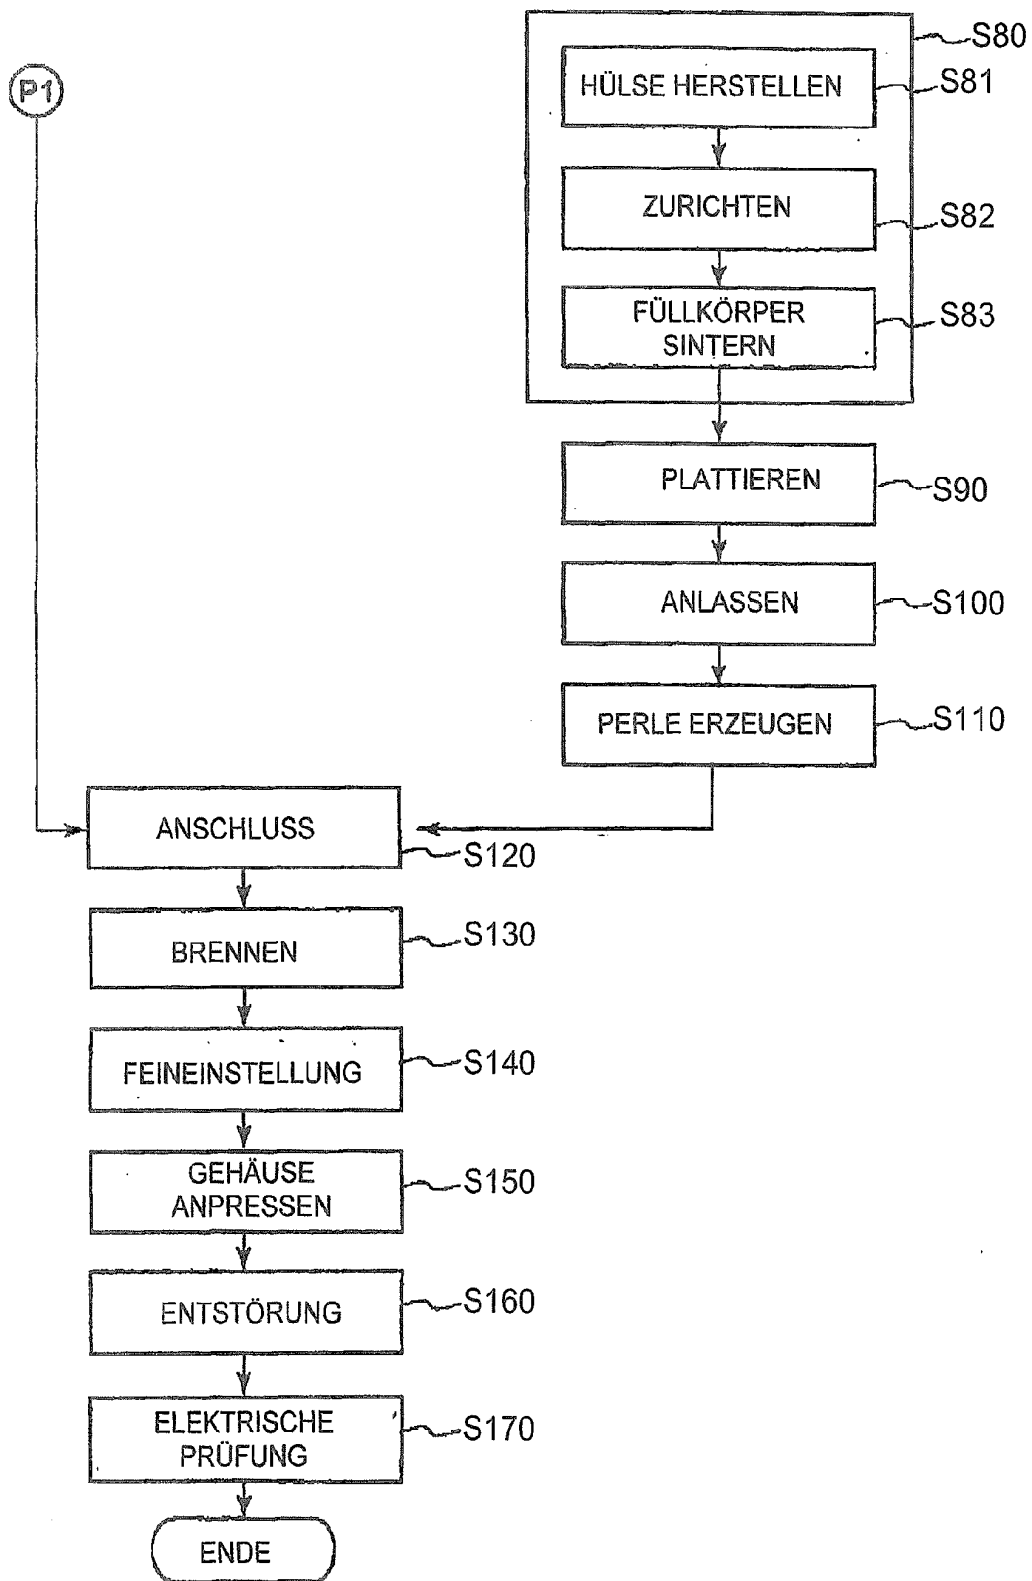 P1
S80
HÜLSE HERSTELLEN
S81
ZURICHTEN
S82
FÜLLKÖRPER
SINTERN
S83
PLATTIEREN
S90
ANLASSEN
S100
PERLE ERZEUGEN
S110
ANSCHLUSS
S120
BRENNEN
S130
FEINEINSTELLUNG
S140
GEHÄUSE
ANPRESSEN
S150
ENTSTÖRUNG
S160
ELEKTRISCHE
PRÜFUNG
S170
ENDE